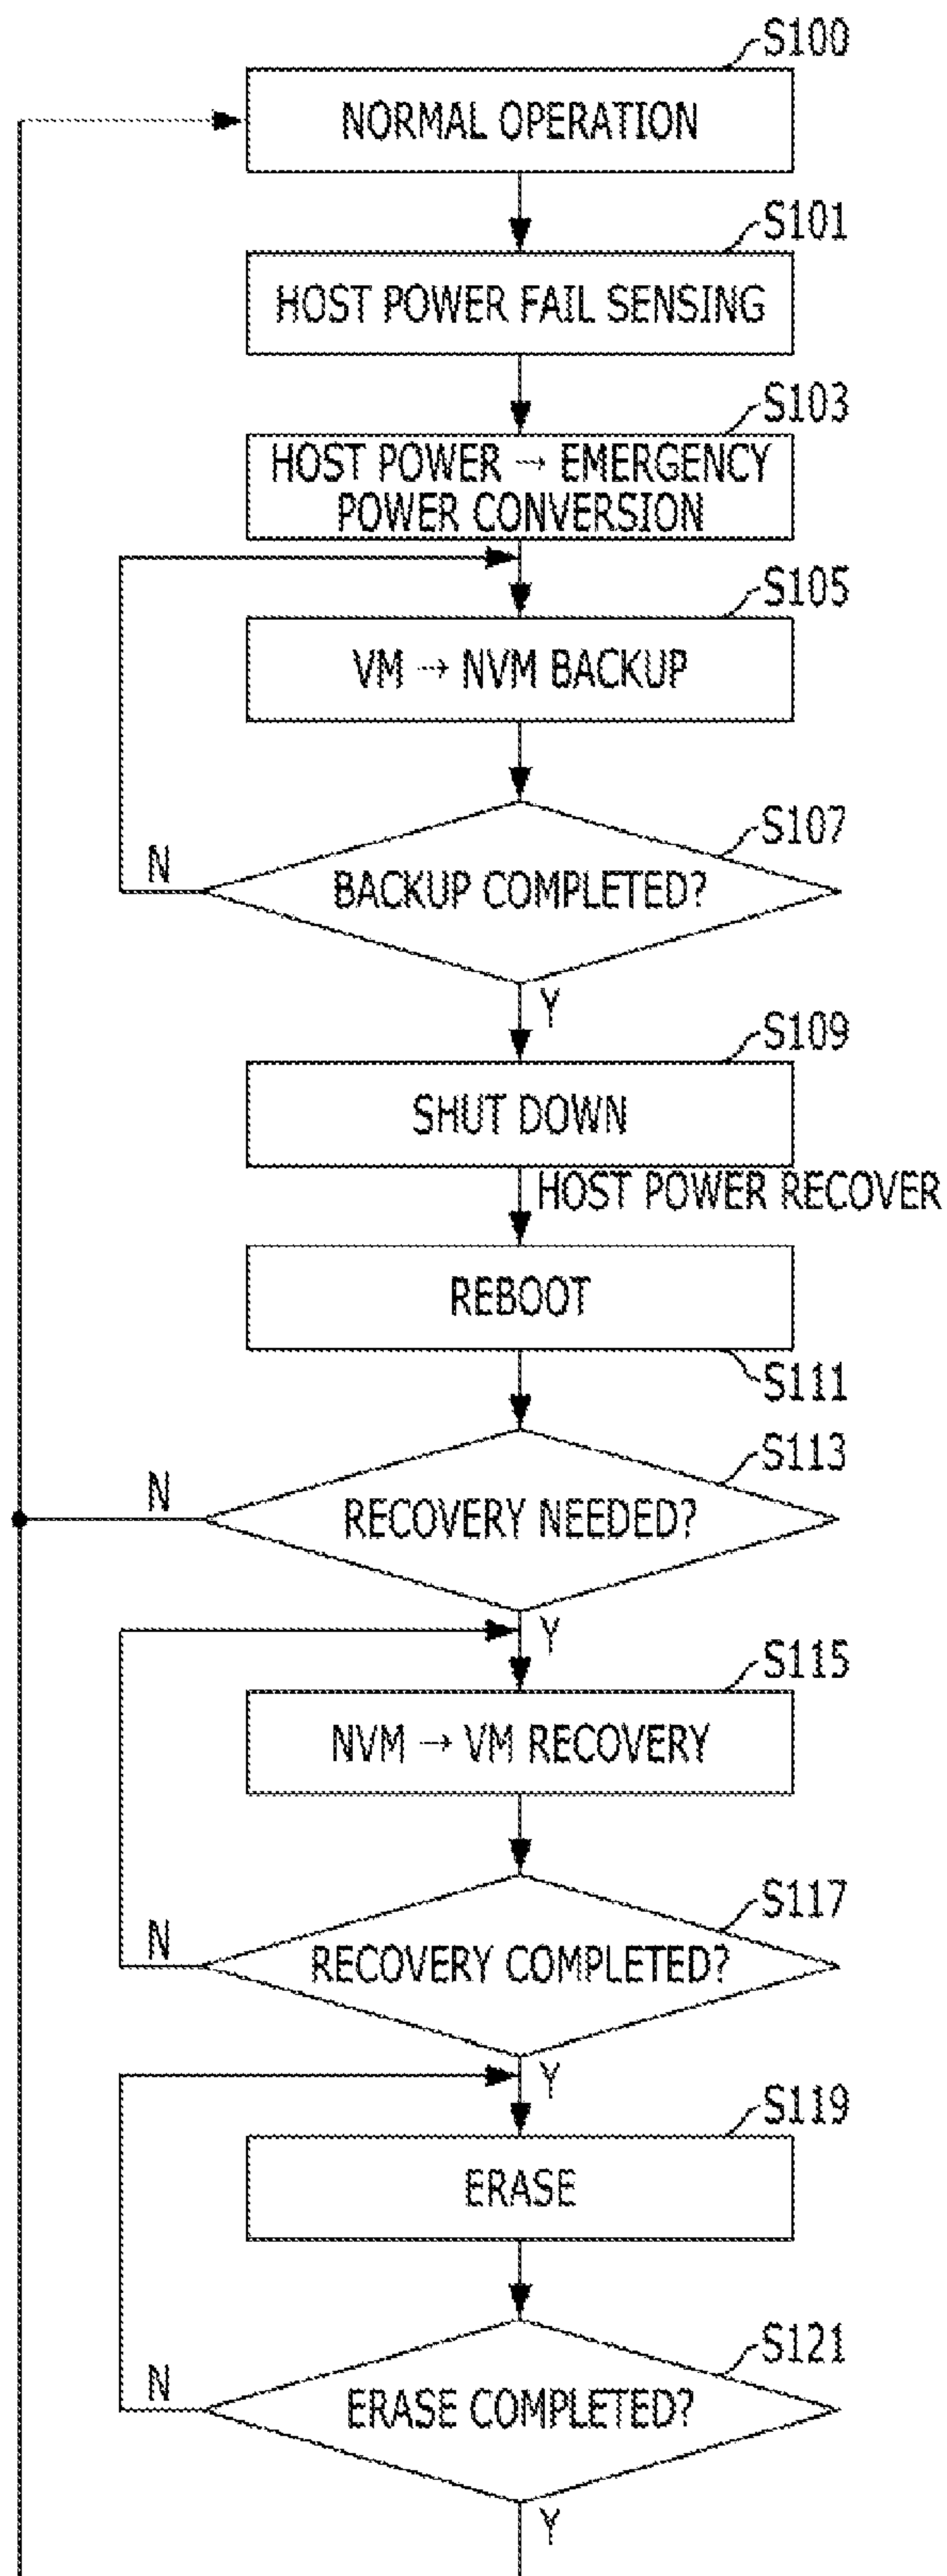 S100
NORMAL OPERATION
S101
HOST POWER FAIL SENSING
S103
HOST POWER → EMERGENCY
POWER CONVERSION
S105
VM → NVM BACKUP
S107
N
BACKUP COMPLETED?
Y
S109
SHUT DOWN
HOST POWER RECOVER
REBOOT
S111
S113
N
RECOVERY NEEDED?
Y
S115
NVM → VM RECOVERY
S117
N
RECOVERY COMPLETED?
Y
S119
ERASE
S121
N
ERASE COMPLETED?
Y